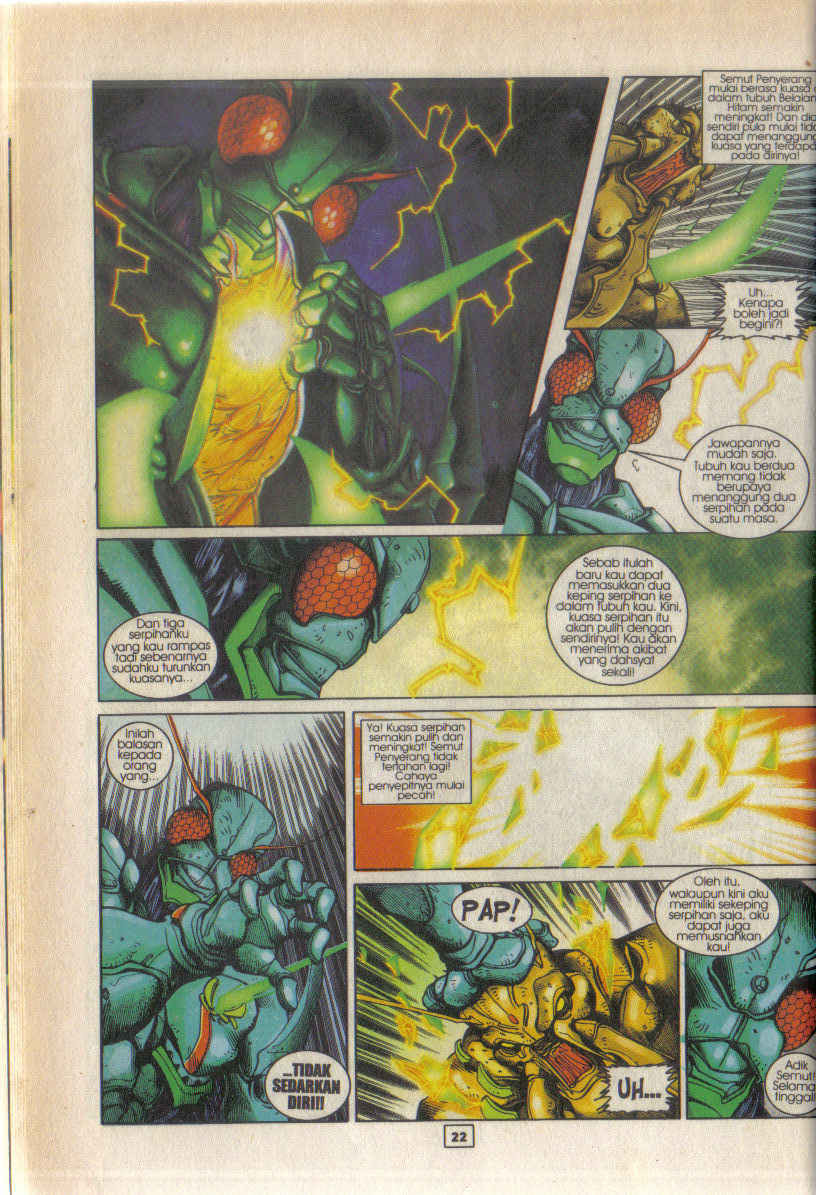 Semut Penyerang
mulai berasa kuasa
dalam tubuh Belalan
Hitam semakin
meningkat! Dan dia
sendiri pula mulai
dapat menanggung
kuasa yang
pada dirinya!
Uh...
Kenapa
boleh jadi
begini?!
Jawapannya
mudah saja.
Tubuh kau berdua
memang tidak
berupaya
menanggung dua
serpihan pada
suatu masa.
Dan tiga
serpihanku
yang kau rampas
tadi sebenarnya
sudahku turunkan
kuasanya...
Sebab itulah
baru kau dapat
memasukkan dua
keping serpihan ke
dalam tubuh kau. Kini,
kuasa serpihan itu
akan pulih dengan
sendirinya! Kau akan
menerima akibat
yang dahsyat
sekali!
Inilah
balasan
kepada
orang
yang...
...TIDAK
SEDARKAN
DIRI!!!
Ya! Kuasa serpihan
semakin pulih dan
meningkat! Semut
Penyerang tidak
tertahan lagi!
Cahaya
penyepitnya mulai
pecah!
PAP!
UH...
Oleh itu,
walaupun kini aku
memiliki sekeping
serpihan saja, aku
dapat juga
memusnahkan
kau!
Adik
Semut!
Selamat
tinggal!
22